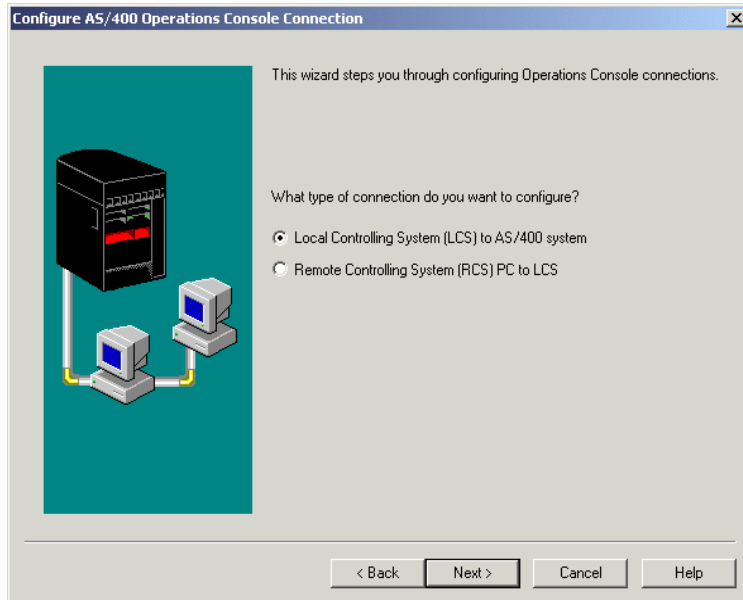 Configure AS/400 Operations Console Connection
This wizard steps you through configuring Operations Console connections.
What type of connection do you want to configure?
Local Controlling System (LCS) to AS/400 system
Remote Controlling System (RCS) PC to LCS
< Back Next > Cancel Help